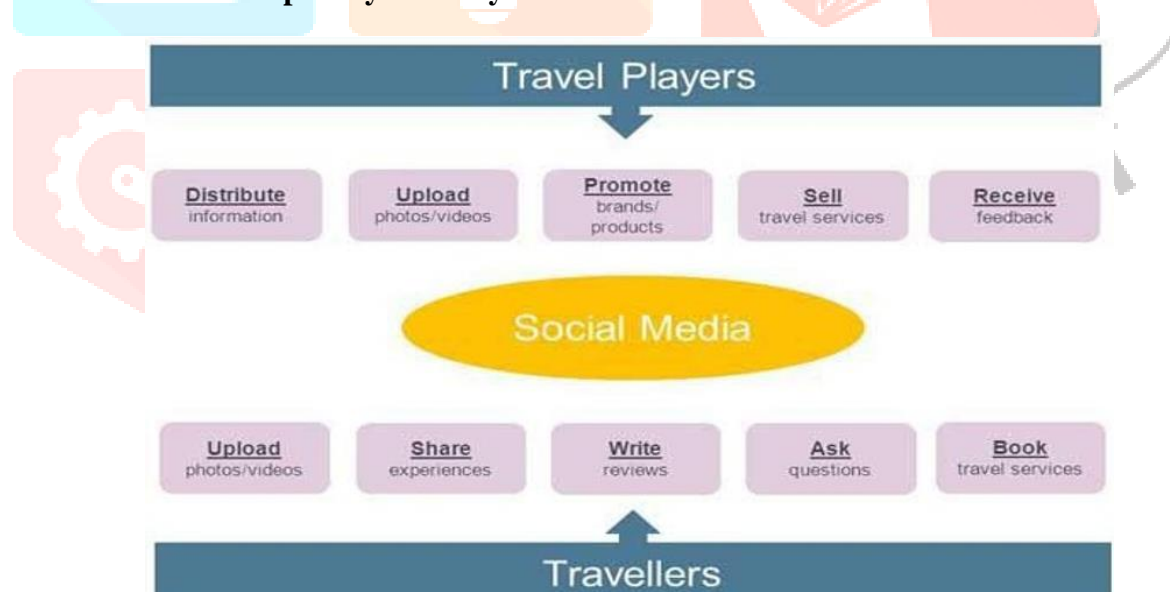 Travel Players
Distribute
information
Upload
photos/videos
Promote
brands/
products
Sell
travel services
Receive
feedback
Social Media
Upload
photos/videos
Share
experiences
Write
reviews
Ask
questions
Book
travel services
Travellers